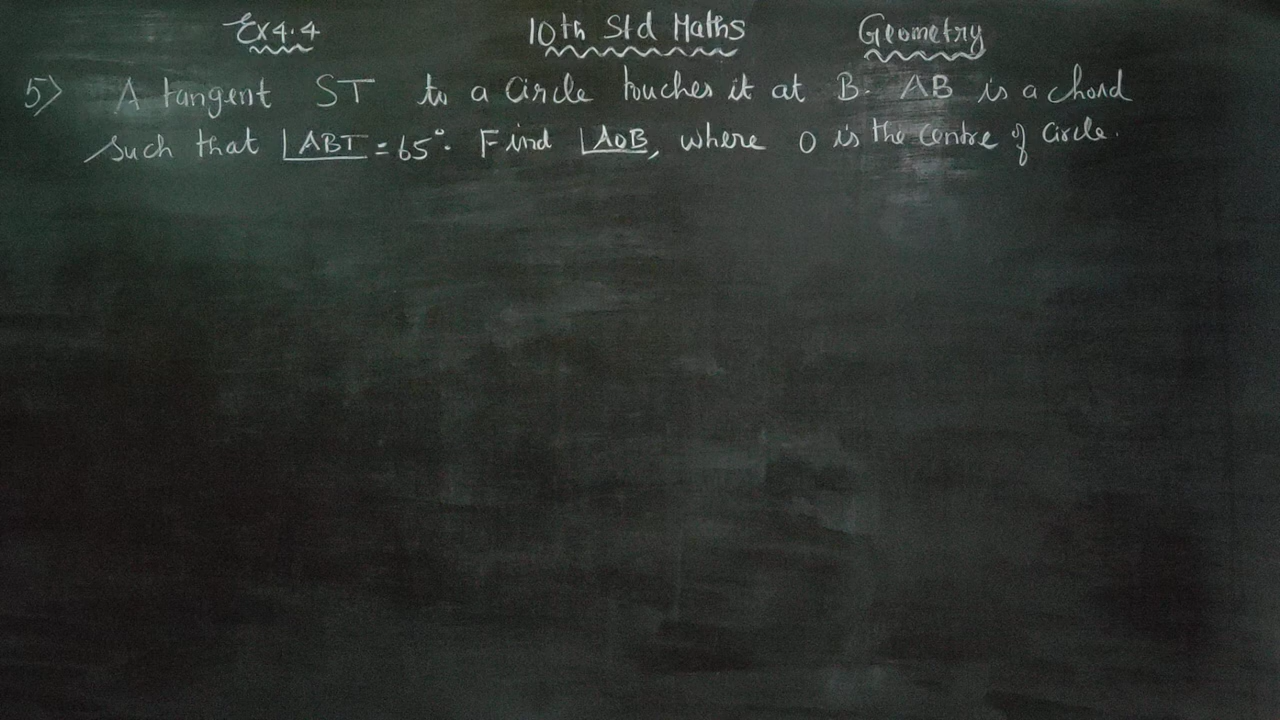 Ex 4.4 10th Std Maths Geometry
5) A tangent ST to a circle touches it at B. AB is a chord
such that ∠ABT = 65°. Find ∠AOB, where O is the centre of circle.